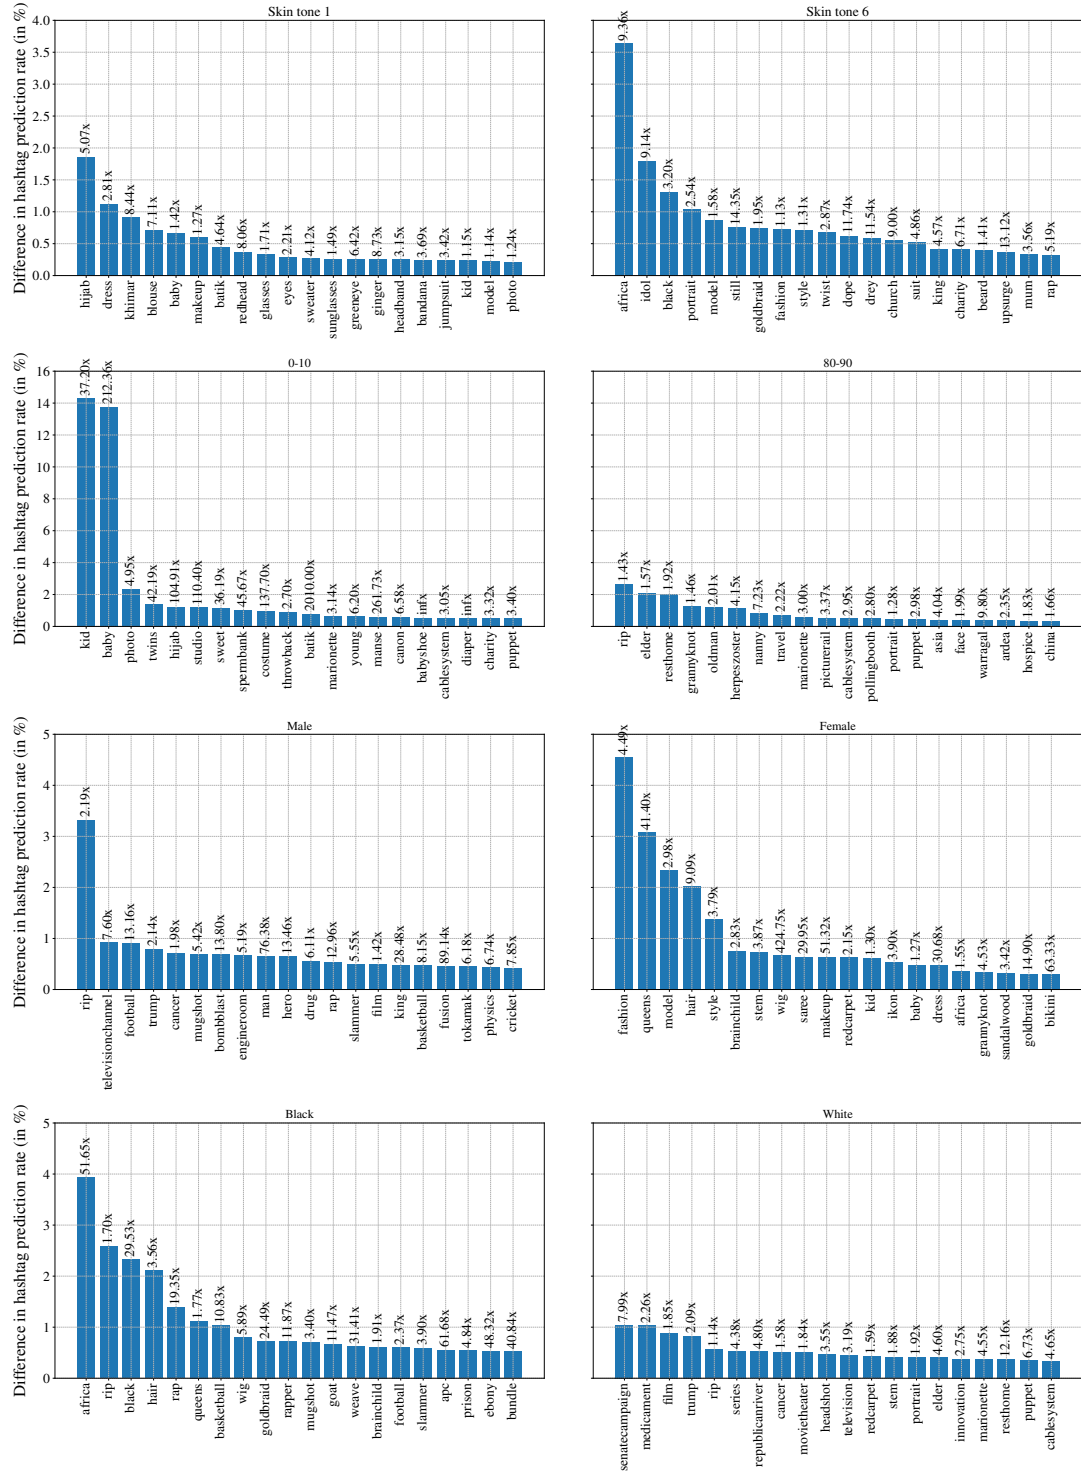 Skin tone 1
Difference in hashtag prediction rate (in %)
4.0
3.5
3.0
2.5
2.0
1.5
1.0
0.5
0.0
5.07x
2.81x
8.44x
7.11x
1.42x
1.27x
4.64x
8.06x
1.71x
2.21x
4.12x
1.49x
6.42x
8.73x
3.15x
3.69x
3.42x
1.15x
1.14x
1.24x
hijab
dress
khimar
blouse
baby
makeup
batik
redhead
glasses
eyes
sweater
sunglasses
greeneye
ginger
headband
bandana
jumpsuit
kid
model
photo
Skin tone 6
9.36x
9.14x
3.20x
2.54x
1.58x
14.35x
1.95x
1.13x
1.31x
2.87x
11.74x
11.54x
9.00x
4.86x
4.57x
6.71x
1.41x
13.12x
3.56x
5.19x
africa
idol
black
portrait
model
still
goldbraid
fashion
style
twist
dope
drey
church
suit
king
charity
beard
upsurge
mum
rap
0-10
Difference in hashtag prediction rate (in %)
16
14
12
10
8
6
4
2
0
37.20x
212.36x
4.95x
42.19x
104.91x
110.40x
36.19x
45.67x
137.70x
2.70x
2010.00x
3.14x
6.20x
261.73x
6.58x
infx
3.05x
infx
3.32x
3.40x
kid
baby
photo
twins
hijab
studio
sweet
spermbank
costume
throwback
batik
marionette
young
manse
canon
babyshoe
cablesystem
diaper
charity
puppet
80-90
1.43x
1.57x
1.92x
1.46x
2.01x
4.15x
7.23x
2.22x
3.00x
3.37x
2.95x
2.80x
1.28x
2.98x
4.04x
1.99x
9.80x
2.35x
1.83x
1.66x
rip
elder
resthome
grannyknot
oldman
herpeszoster
nanny
travel
marionette
picturerail
cablesystem
pollingbooth
portrait
puppet
asia
face
warragal
ardea
hospice
china
Male
Difference in hashtag prediction rate (in %)
5
4
3
2
1
0
2.19x
7.60x
13.16x
2.14x
1.98x
5.42x
13.80x
5.19x
76.38x
13.46x
6.11x
12.96x
5.55x
1.42x
28.48x
8.15x
89.14x
6.18x
6.74x
7.85x
rip
televisionchannel
football
trump
cancer
mugshot
bombblast
engineroom
man
hero
drug
rap
slammer
film
king
basketball
fusion
tokamak
physics
cricket
Female
4.49x
41.40x
2.98x
9.09x
3.79x
2.83x
3.87x
424.75x
29.95x
51.32x
2.15x
1.30x
3.90x
1.27x
30.68x
1.55x
4.53x
3.42x
14.90x
63.33x
fashion
queens
model
hair
style
brainchild
stem
wig
saree
makeup
redcarpet
kid
ikon
baby
dress
africa
grannyknot
sandalwood
goldbraid
bikini
Black
Difference in hashtag prediction rate (in %)
5
4
3
2
1
0
51.65x
1.70x
29.53x
3.56x
19.35x
1.77x
10.83x
5.89x
24.49x
11.87x
3.40x
11.47x
31.41x
1.91x
2.37x
3.90x
61.68x
4.84x
48.32x
40.84x
africa
rip
black
hair
rap
queens
basketball
wig
goldbraid
rapper
mugshot
goat
weave
brainchild
football
slammer
apc
prison
ebony
bundle
White
7.99x
2.26x
1.85x
2.09x
1.14x
4.38x
4.80x
1.58x
1.84x
3.55x
3.19x
1.59x
1.88x
1.92x
4.60x
2.75x
4.55x
12.16x
6.73x
4.65x
senatecampaign
medicament
film
trump
rip
series
republicanriver
cancer
movietheater
headshot
television
redcarpet
stem
portrait
elder
innovation
marionette
resthome
puppet
cablesystem